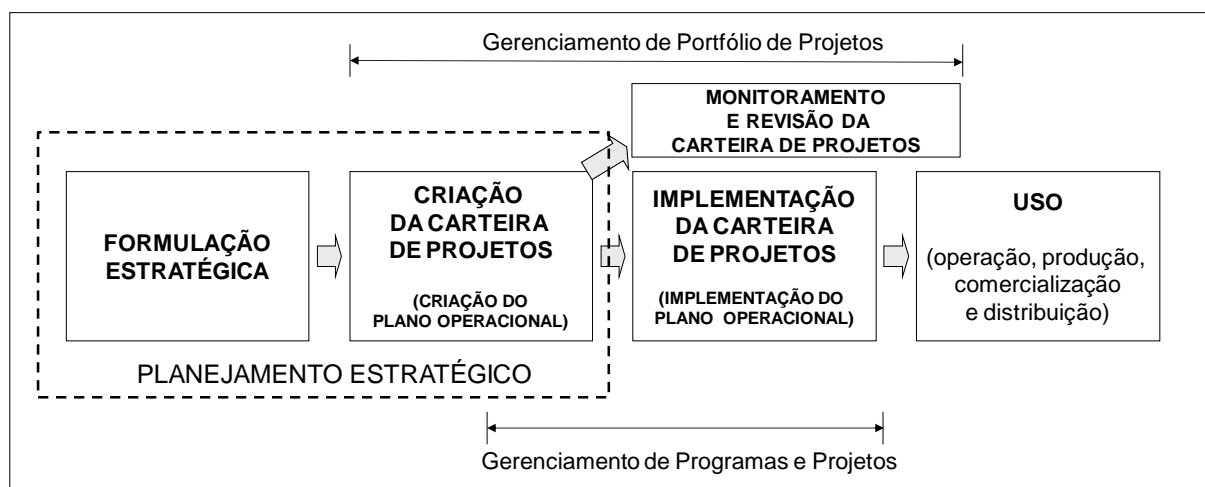 Gerenciamento de Portfólio de Projetos
MONITORAMENTO
E REVISÃO DA
CARTEIRA DE PROJETOS
FORMULAÇÃO
ESTRATÉGICA
CRIAÇÃO
DA CARTEIRA
DE PROJETOS
(CRIAÇÃO DO
PLANO OPERACIONAL)
IMPLEMENTAÇÃO
DA CARTEIRA
DE PROJETOS
(IMPLEMENTAÇÃO DO
PLANO OPERACIONAL)
USO
(operação, produção,
comercialização
e distribuição)
PLANEJAMENTO ESTRATÉGICO
Gerenciamento de Programas e Projetos